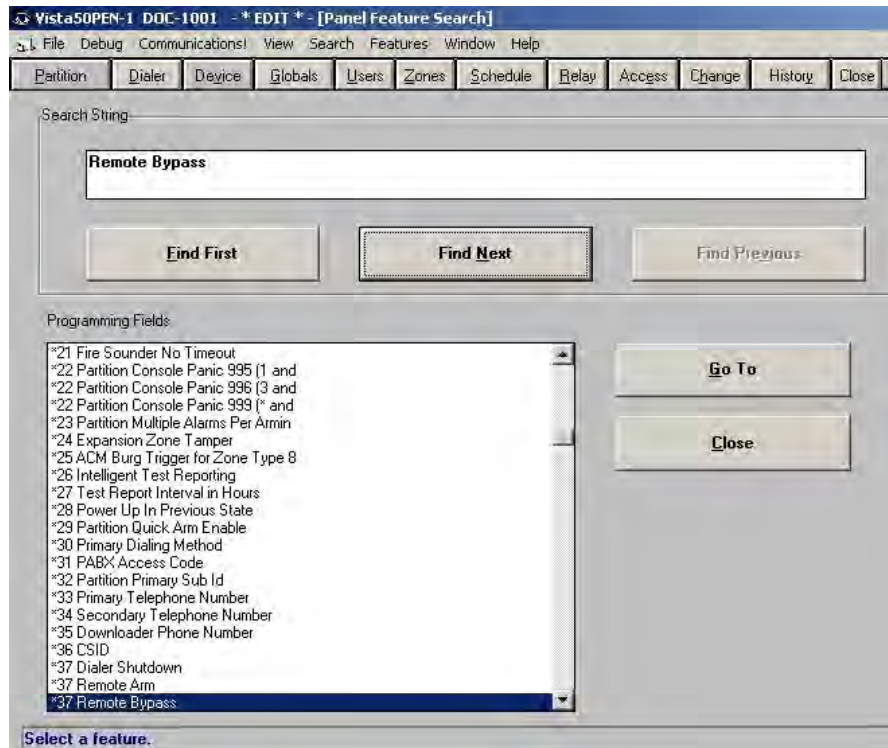 Vista50PEN-1 DOC-1001 - * EDIT * - [Panel Feature Search]
File Debug Communications! View Search Features Window Help
Partition Dialer Device Globals Users Zones Schedule Relay Access Change History Close
Search String
Remote Bypass
Find First Find Next Find Previous
Programming Fields
*21 Fire Sounder No Timeout
*22 Partition Console Panic 995 (1 and
*22 Partition Console Panic 996 (3 and
*22 Partition Console Panic 999 (* and
*23 Partition Multiple Alarms Per Armin
*24 Expansion Zone Tamper
*25 ACM Burg Trigger for Zone Type 8
*26 Intelligent Test Reporting
*27 Test Report Interval in Hours
*28 Power Up In Previous State
*29 Partition Quick Arm Enable
*30 Primary Dialing Method
*31 PABX Access Code
*32 Partition Primary Sub Id
*33 Primary Telephone Number
*34 Secondary Telephone Number
*35 Downloader Phone Number
*36 CSID
*37 Dialer Shutdown
*37 Remote Arm
*37 Remote Bypass
Go To
Close
Select a feature.